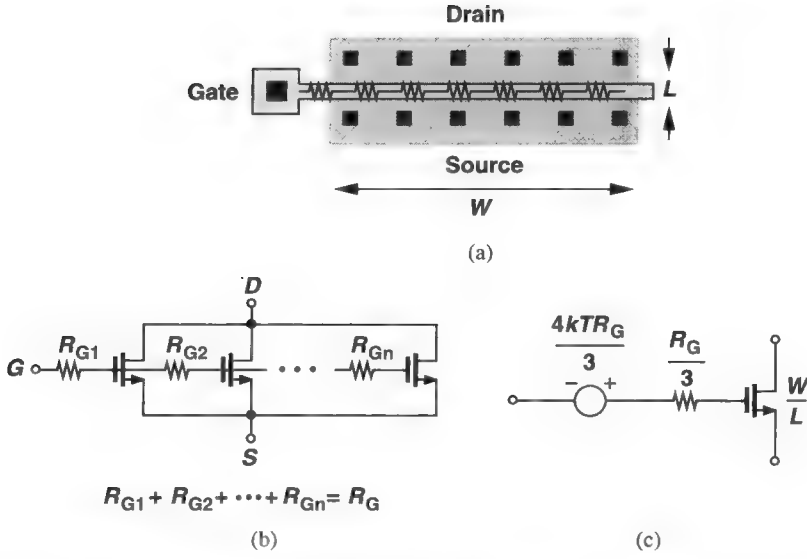 Drain
Gate
L
Source
W
(a)
D
G
R_G1
R_G2
• • •
R_Gn
S
R_G1 + R_G2 + ••• + R_Gn = R_G
(b)
4kTR_G
3
R_G
3
− +
W
L
(c)